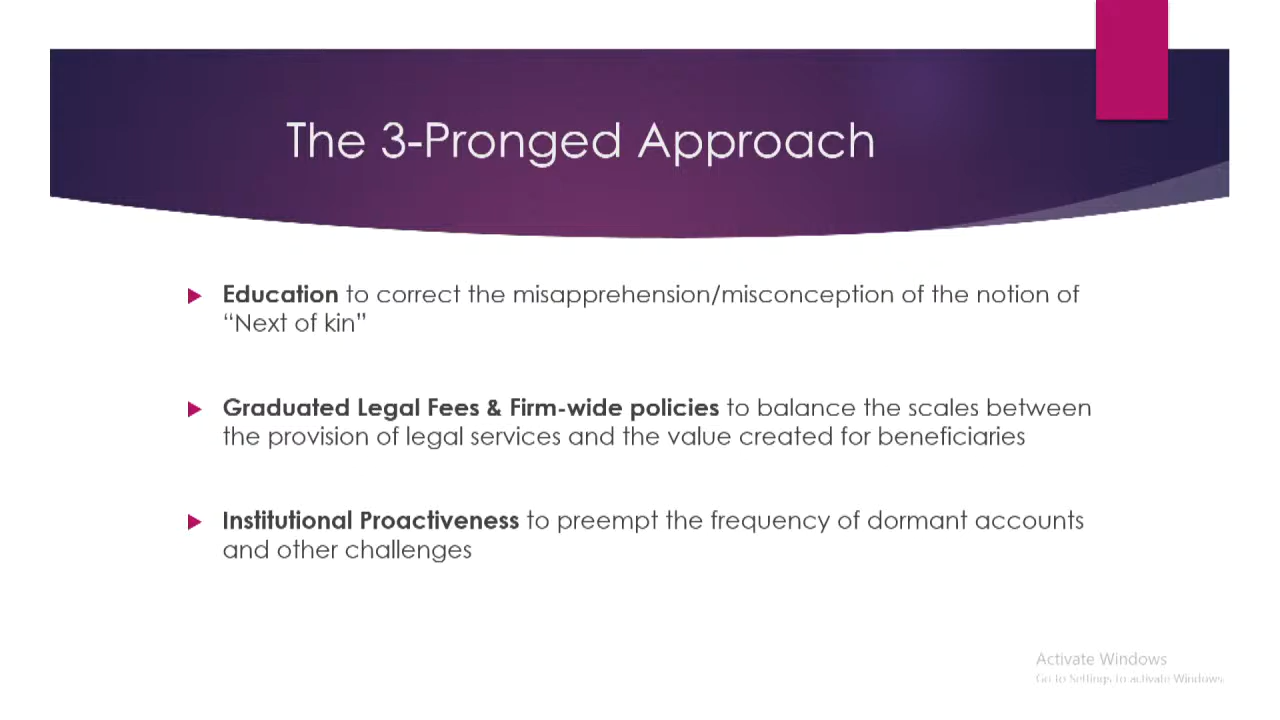 The 3-Pronged Approach
Education to correct the misapprehension/misconception of the notion of
“Next of kin”
Graduated Legal Fees & Firm-wide policies to balance the scales between
the provision of legal services and the value created for beneficiaries
Institutional Proactiveness to preempt the frequency of dormant accounts
and other challenges
Activate Windows
Go to Settings to activate Windows.